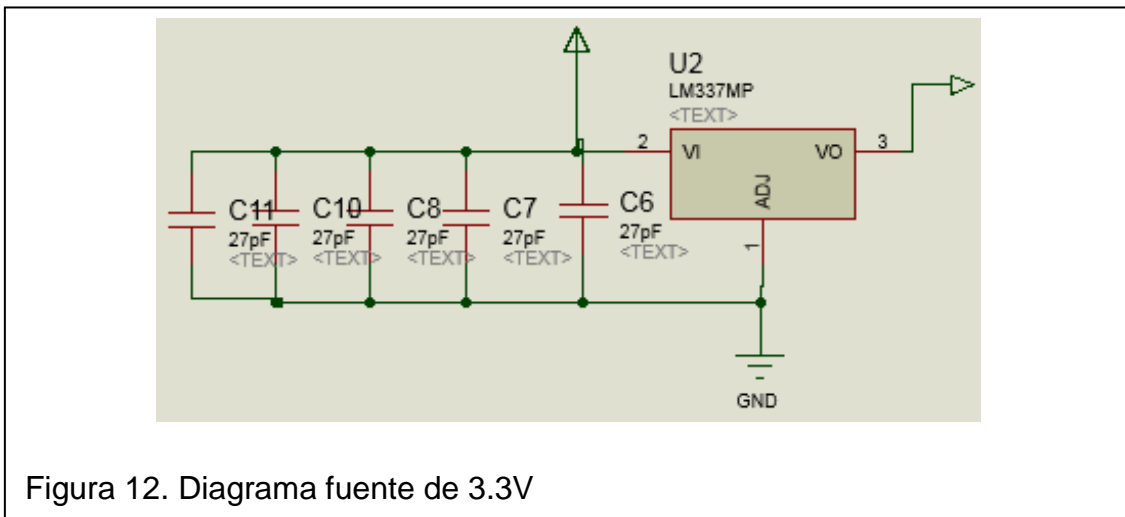 U2
LM337MP
<TEXT>
2 VI VO 3
ADJ
1
C11 C10 C8 C7 C6
27pF 27pF 27pF 27pF 27pF
<TEXT> <TEXT> <TEXT> <TEXT> <TEXT>
GND
Figura 12. Diagrama fuente de 3.3V